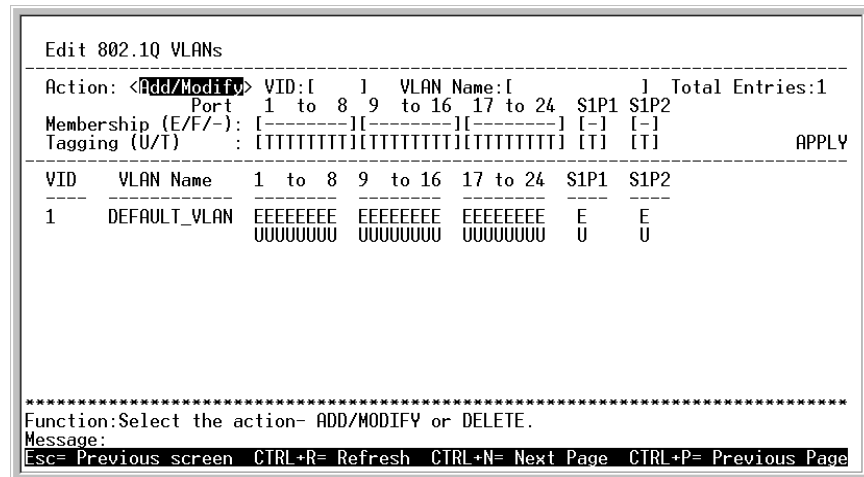 Edit 802.1Q VLANs
Action: <Add/Modify> VID:[    ]   VLAN Name:[            ]  Total Entries:1
Port   1  to  8  9  to 16  17 to 24  S1P1 S1P2
Membership (E/F/-): [--------][--------][--------] [-]  [-]
Tagging (U/T)     : [TTTTTTTT][TTTTTTTT][TTTTTTTT] [T]  [T]            APPLY
VID    VLAN Name   1  to  8  9  to 16  17 to 24  S1P1  S1P2
1     DEFAULT_VLAN  EEEEEEEE  EEEEEEEE  EEEEEEEE   E     E
UUUUUUUU  UUUUUUUU  UUUUUUUU   U     U
*******************************************************************************
Function:Select the action- ADD/MODIFY or DELETE.
Message:
Esc= Previous screen  CTRL+R= Refresh  CTRL+N= Next Page  CTRL+P= Previous Page